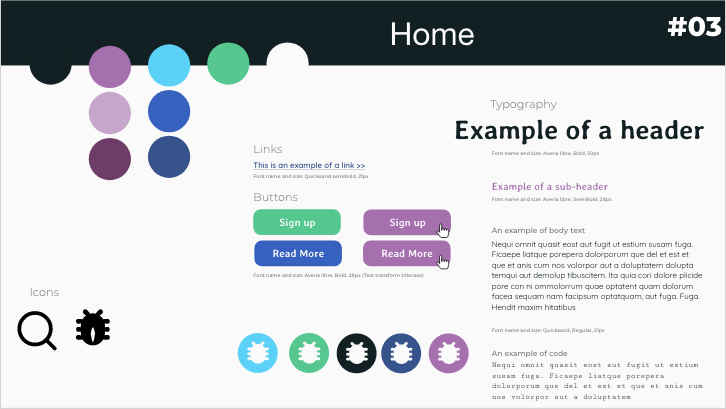 Home
#03
Typography
Example of a header
Font name and size: Averia libre, Bold, 50px
Links
This is an example of a link >>
Font name and size: Quicksand semibold, 21px
Example of a sub-header
Font name and size: Averia libre, SemiBold, 28px
Buttons
Sign up
Sign up
Read More
Read More
Font name and size: Averia libre, Bold, 28px (Text transform titlecase)
An example of body text
Nequi omnit quasit eost aut fugit ut estium susam fuga.
Ficaepe liatque porepera dolorporum que del et est et
que et anis cum nos volorpor aut a doluptatem dolupta
temqui aut demolup tibuscitem. Ita quia cori dolore plicide
pore con ni ommolorrum quae optatent quam dolorum
facea sequam nam facipsum optatquam, aut fuga. Fuga.
Hendit maxim hitatibus
Font name and size: Quicksand, Regular, 21px
Icons
An example of code
Nequi omnit quasit eost aut fugit ut estium
susam fuga. Ficaepe liatque porepera
dolorporum que del et est et que et anis cum
nos volorpor aut a doluptatem